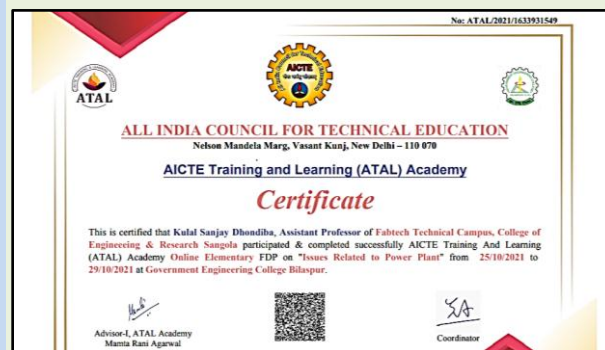 No: ATAL/2021/1633931549
ATAL
AICTE
ALL INDIA COUNCIL FOR TECHNICAL EDUCATION
Nelson Mandela Marg, Vasant Kunj, New Delhi – 110 070
AICTE Training and Learning (ATAL) Academy
Certificate
This is certified that Kulal Sanjay Dhondiba, Assistant Professor of Fabtech Technical Campus, College of
Engineeing & Research Sangola participated & completed successfully AICTE Training And Learning
(ATAL) Academy Online Elementary FDP on "Issues Related to Power Plant" from 25/10/2021 to
29/10/2021 at Government Engineering College Bilaspur.
Advisor-I, ATAL Academy
Mamta Rani Agarwal
Coordinator